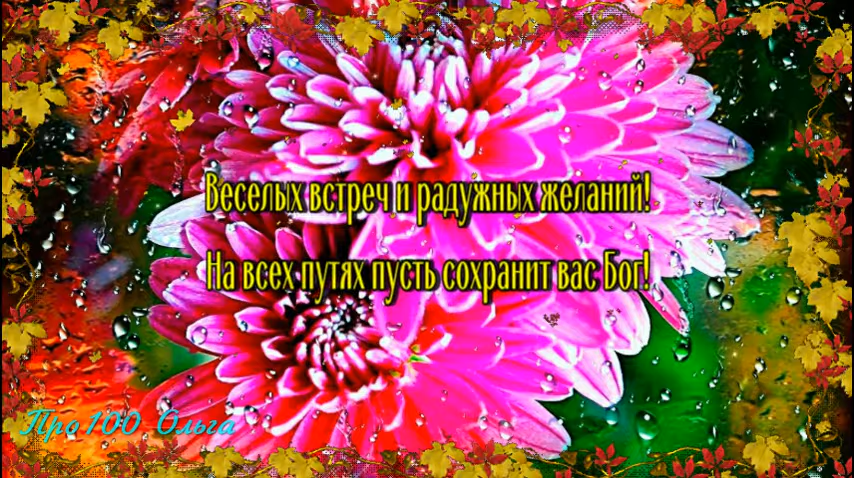 Веселых встреч и радужных желаний!
На всех путях пусть сохранит вас Бог!
Про100 Ольга